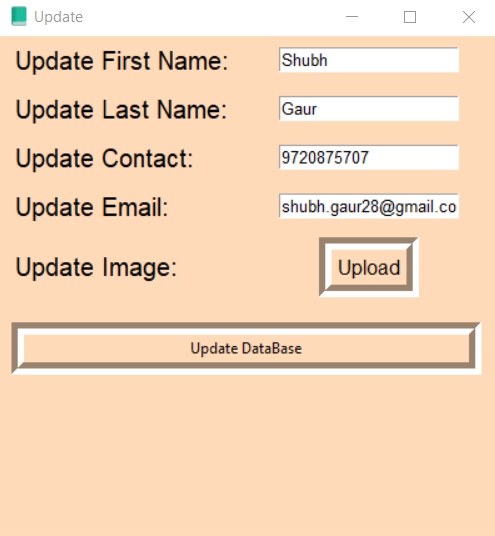 Update
Update First Name: Shubh
Update Last Name: Gaur
Update Contact: 9720875707
Update Email: shubh.gaur28@gmail.co
Update Image: Upload
Update DataBase